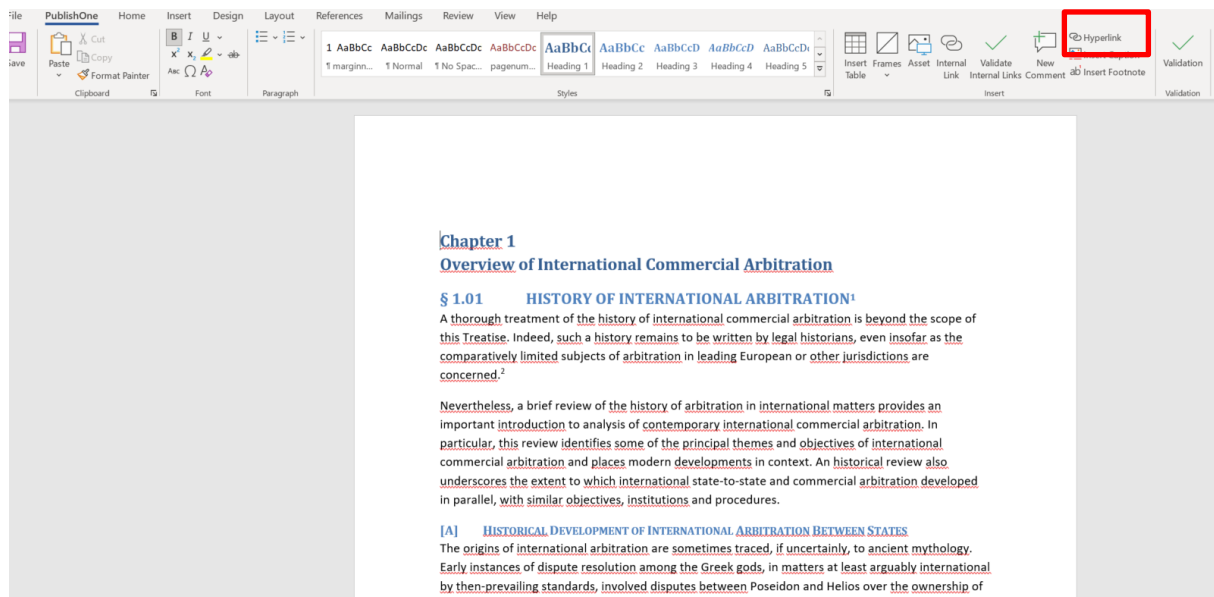 File PublishOne Home Insert Design Layout References Mailings Review View Help
Save
Paste
Cut
Copy
Format Painter
Clipboard
B I U
x² x₂ ab
Abc Ω A
Font
Paragraph
1 AaBbCc AaBbCcDc AaBbCcDc AaBbCcDc AaBbC( AaBbCc AaBbCcD AaBbCcD AaBbCcD
¶ marginn... ¶ Normal ¶ No Spac... pagenum... Heading 1 Heading 2 Heading 3 Heading 4 Heading 5
Styles
Insert Table
Frames
Asset
Internal Link
Validate Internal Links
New Comment
Hyperlink
ab Insert Footnote
Insert
Validation
Validation
Chapter 1
Overview of International Commercial Arbitration
§ 1.01 HISTORY OF INTERNATIONAL ARBITRATION¹
A thorough treatment of the history of international commercial arbitration is beyond the scope of
this Treatise. Indeed, such a history remains to be written by legal historians, even insofar as the
comparatively limited subjects of arbitration in leading European or other jurisdictions are
concerned.²
Nevertheless, a brief review of the history of arbitration in international matters provides an
important introduction to analysis of contemporary international commercial arbitration. In
particular, this review identifies some of the principal themes and objectives of international
commercial arbitration and places modern developments in context. An historical review also
underscores the extent to which international state-to-state and commercial arbitration developed
in parallel, with similar objectives, institutions and procedures.
[A] HISTORICAL DEVELOPMENT OF INTERNATIONAL ARBITRATION BETWEEN STATES
The origins of international arbitration are sometimes traced, if uncertainly, to ancient mythology.
Early instances of dispute resolution among the Greek gods, in matters at least arguably international
by then-prevailing standards, involved disputes between Poseidon and Helios over the ownership of